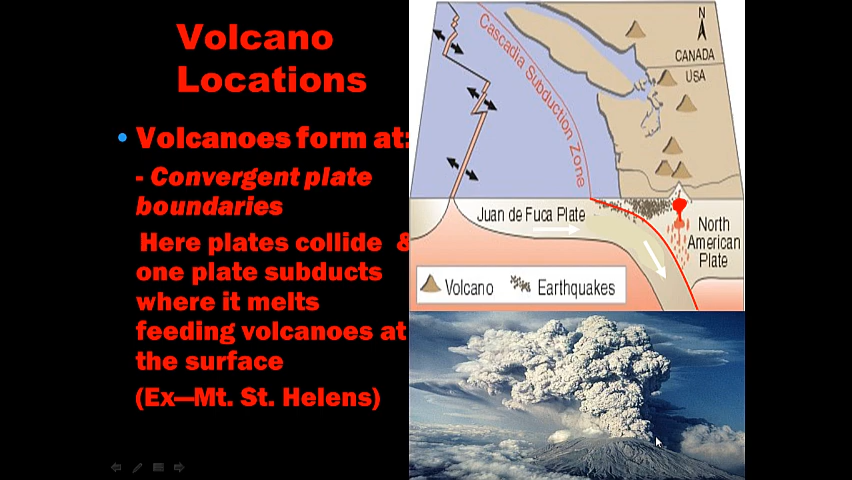 Volcano
Locations
• Volcanoes form at:
- Convergent plate
boundaries
Here plates collide &
one plate subducts
where it melts
feeding volcanoes at
the surface
(Ex—Mt. St. Helens)
N
CANADA
USA
Cascadia Subduction Zone
Juan de Fuca Plate
North
American
Plate
Volcano
Earthquakes